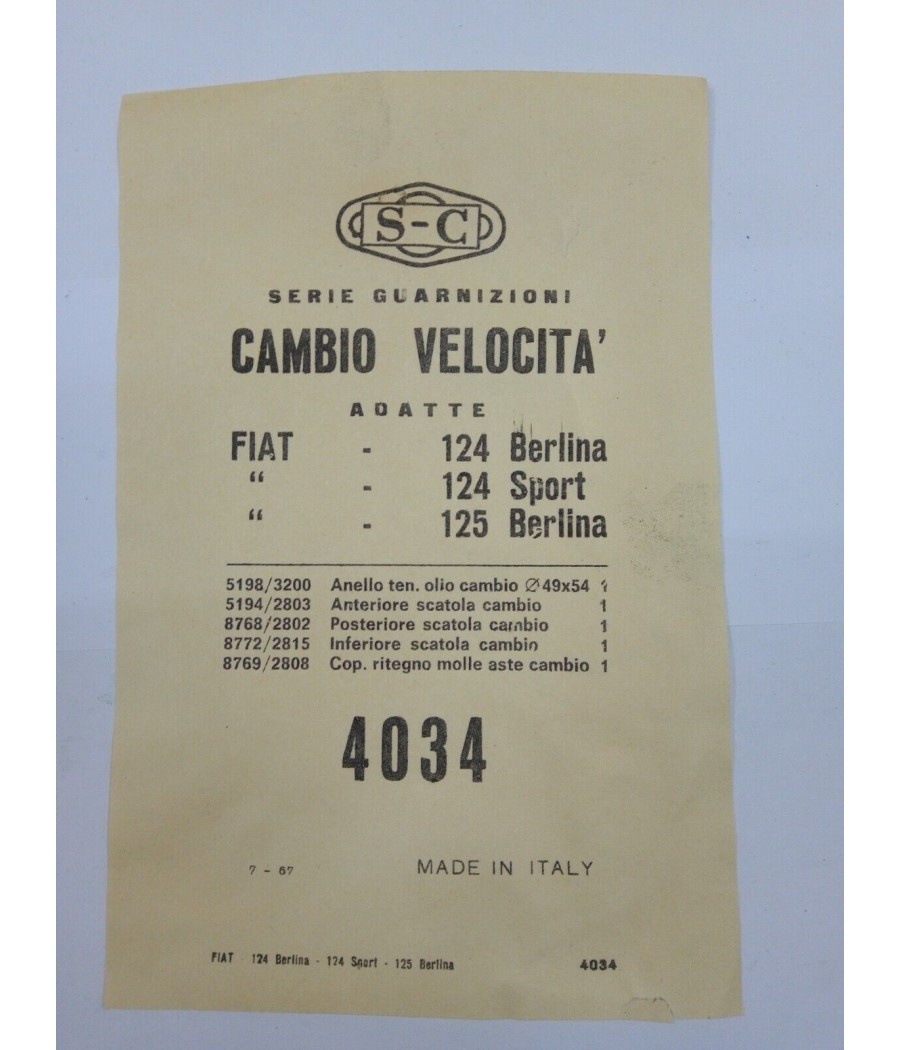 S-C
SERIE GUARNIZIONI
CAMBIO VELOCITA'
ADATTE
FIAT - 124 Berlina
“ - 124 Sport
“ - 125 Berlina
5198/3200 Anello ten. olio cambio ∅ 49x54 1
5194/2803 Anteriore scatola cambio 1
8768/2802 Posteriore scatola cambio 1
8772/2815 Inferiore scatola cambio 1
8769/2808 Cop. ritegno molle aste cambio 1
4034
7 - 67 MADE IN ITALY
FIAT 124 Berlina - 124 Sport - 125 Berlina 4034